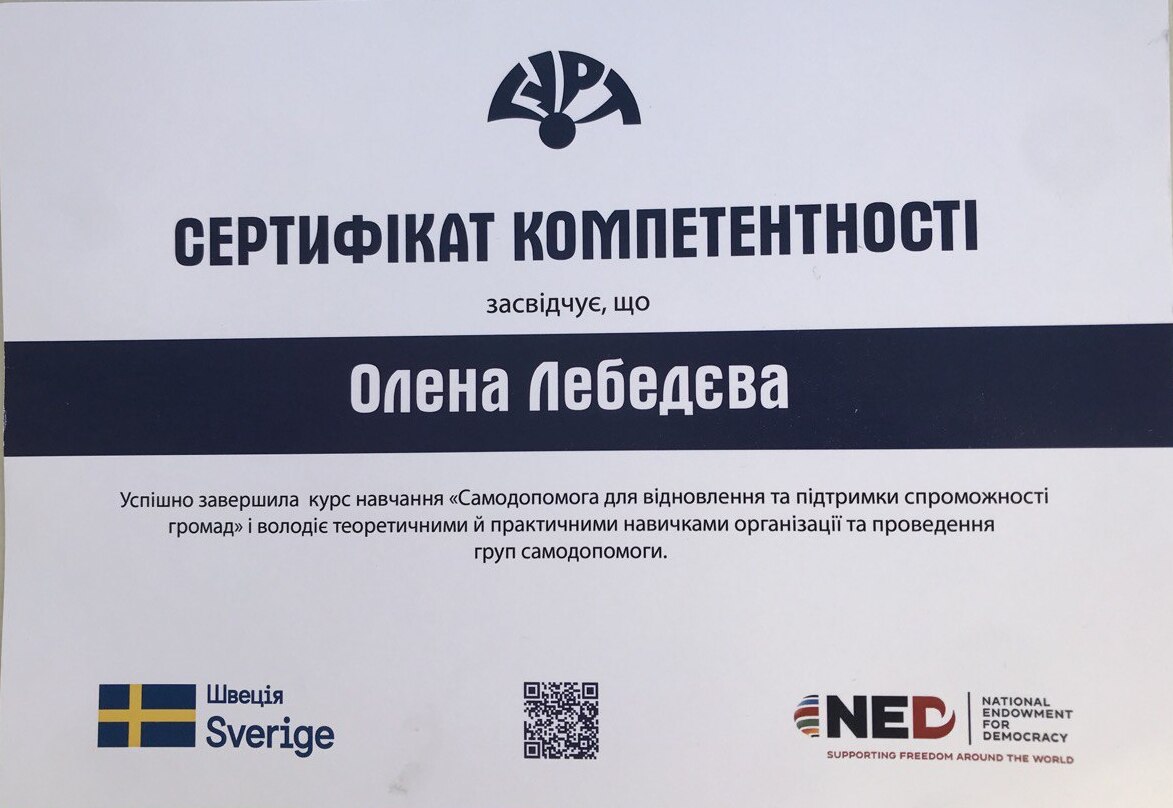 ГУРТ
СЕРТИФІКАТ КОМПЕТЕНТНОСТІ
засвідчує, що
Олена Лебедєва
Успішно завершила курс навчання «Самодопомога для відновлення та підтримки спроможності
громад» і володіє теоретичними й практичними навичками організації та проведення
груп самодопомоги.
Швеція
Sverige
NED
NATIONAL
ENDOWMENT
FOR
DEMOCRACY
SUPPORTING FREEDOM AROUND THE WORLD